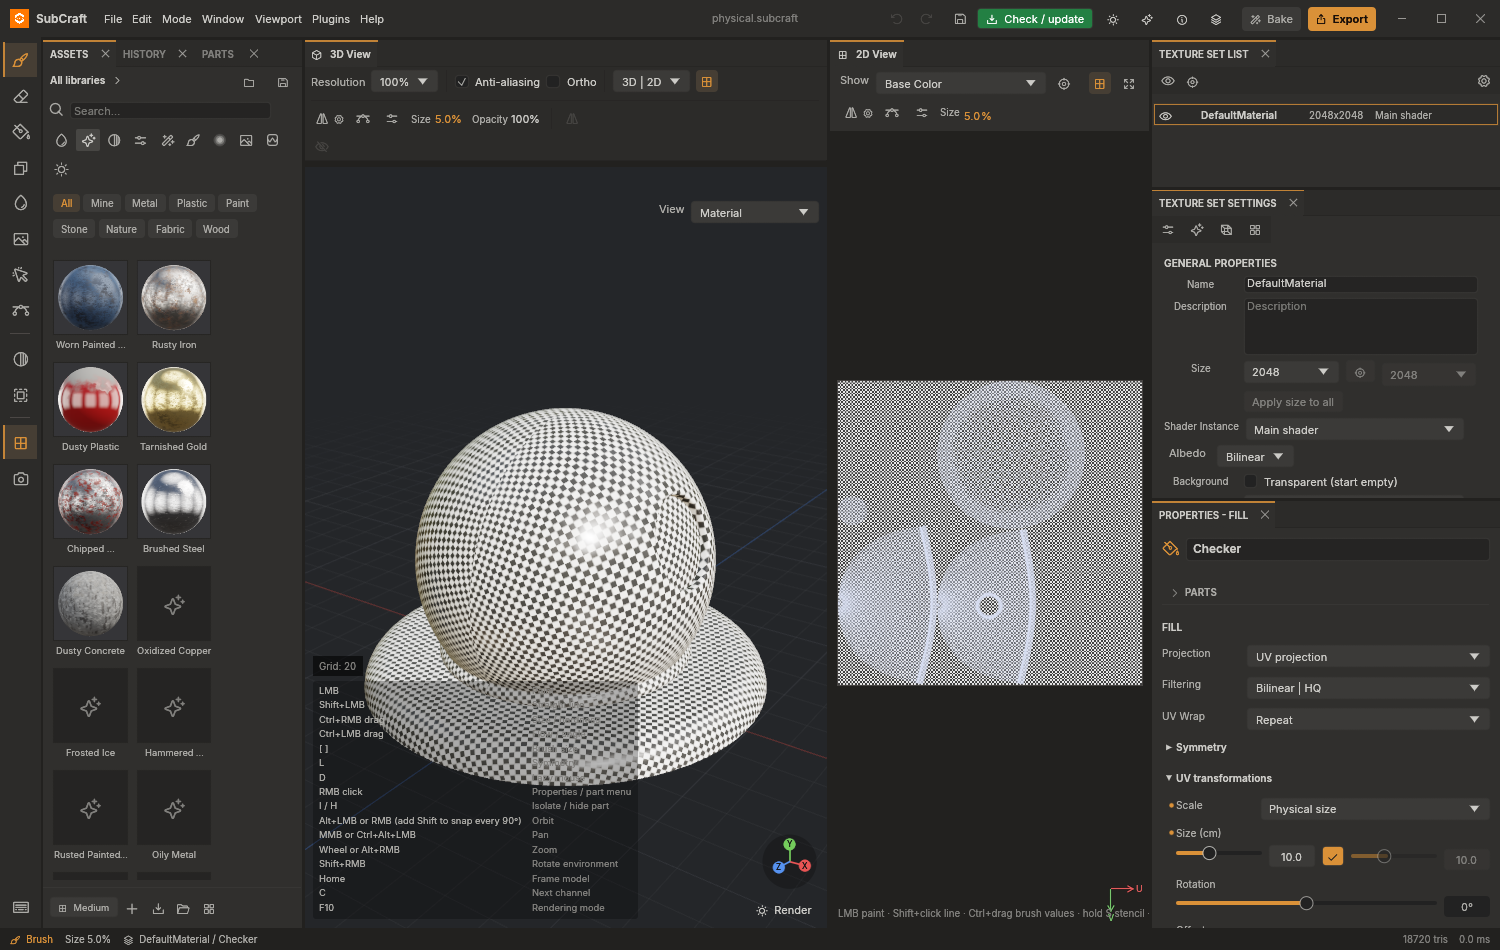 SubCraft File Edit Mode Window Viewport Plugins Help
physical.subcraft
Check / update
Bake
Export
ASSETS
HISTORY
PARTS
All libraries
Search...
All Mine Metal Plastic Paint
Stone Nature Fabric Wood
Worn Painted ... Rusty Iron
Dusty Plastic Tarnished Gold
Chipped ... Brushed Steel
Dusty Concrete Oxidized Copper
Frosted Ice Hammered ...
Rusted Painted... Oily Metal
Medium
3D View
Resolution 100% Anti-aliasing Ortho 3D | 2D
Size 5.0% Opacity 100%
View Material
Grid: 20
LMB
Shift+LMB
Ctrl+RMB drag
Ctrl+LMB drag
[ ]
L
D
RMB click Properties / part menu
I / H Isolate / hide part
Alt+LMB or RMB (add Shift to snap every 90°) Orbit
MMB or Ctrl+Alt+LMB Pan
Wheel or Alt+RMB Zoom
Shift+RMB Rotate environment
Home Frame model
C Next channel
F10 Rendering mode
Y
Z X
Render
2D View
Show Base Color
Size 5.0%
U
V
LMB paint · Shift+click line · Ctrl+drag brush values · hold S stencil ·
TEXTURE SET LIST
DefaultMaterial 2048x2048 Main shader
TEXTURE SET SETTINGS
GENERAL PROPERTIES
Name DefaultMaterial
Description Description
Size 2048 2048
Apply size to all
Shader Instance Main shader
Albedo Bilinear
Background Transparent (start empty)
PROPERTIES - FILL
Checker
PARTS
FILL
Projection UV projection
Filtering Bilinear | HQ
UV Wrap Repeat
Symmetry
UV transformations
Scale Physical size
Size (cm)
10.0 10.0
Rotation
0°
Brush Size 5.0% DefaultMaterial / Checker
18720 tris 0.0 ms